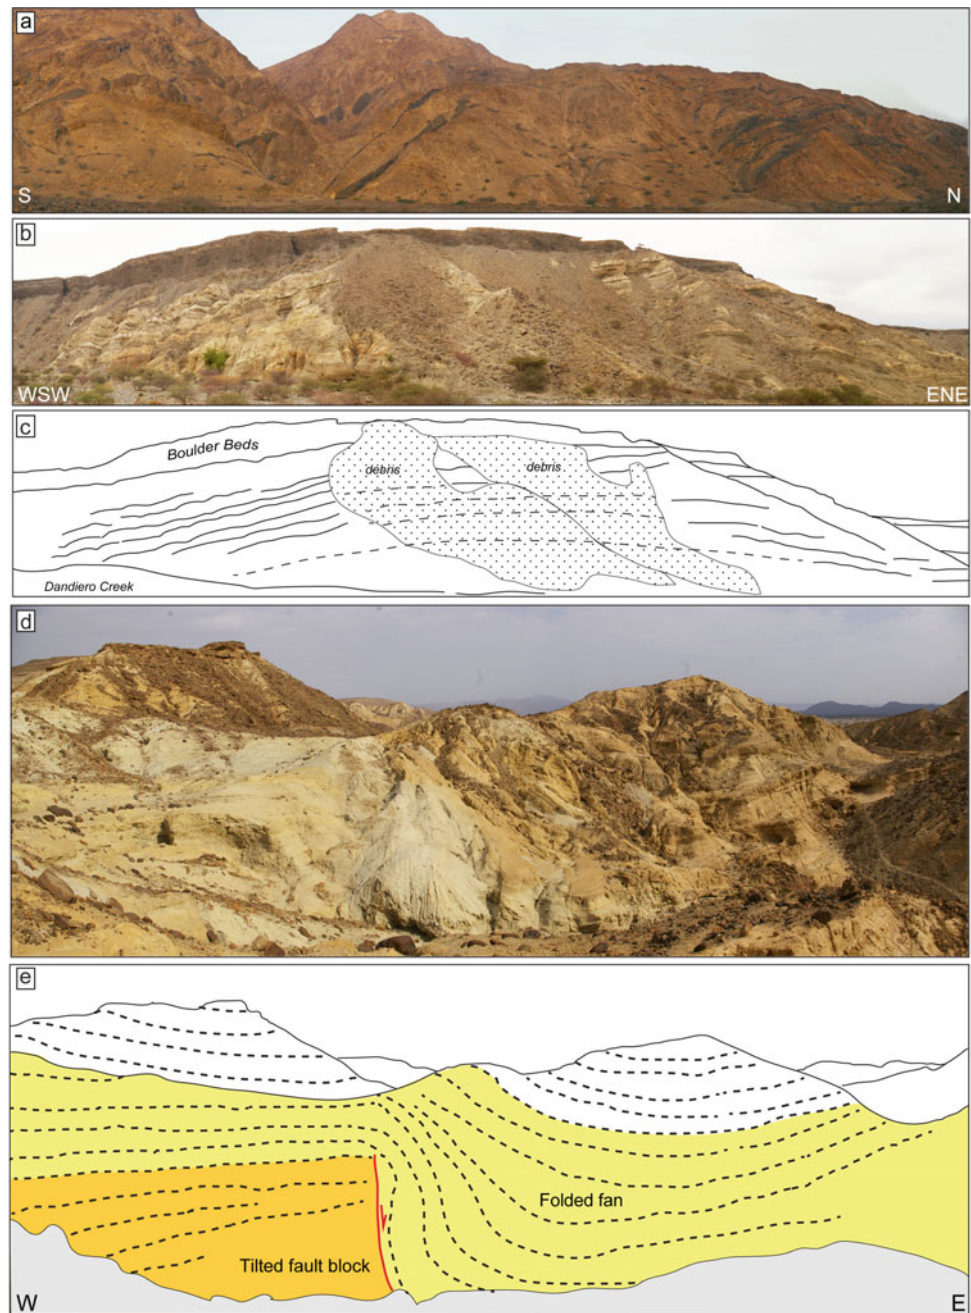 a
S
N
b
WSW
ENE
c
Boulder Beds
debris
debris
Dandiero Creek
d
e
Folded fan
Tilted fault block
W
E